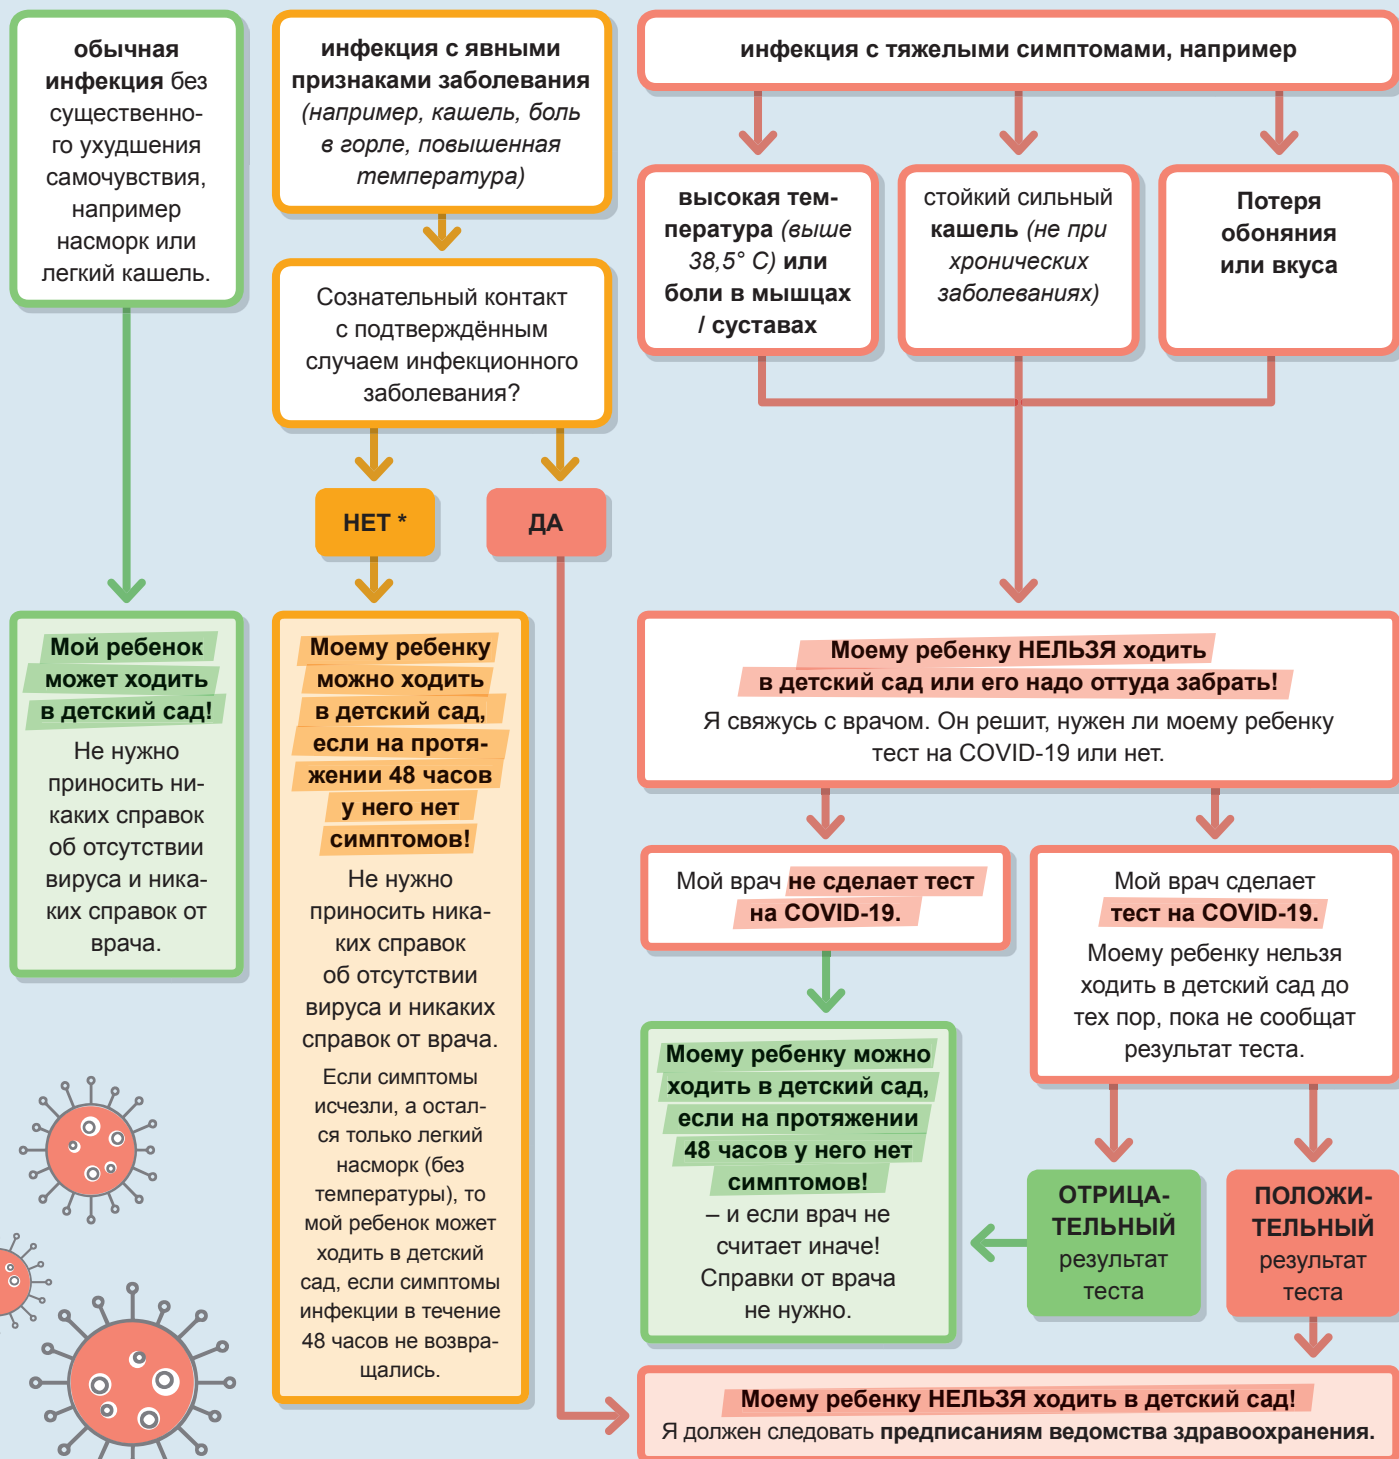 обычная
инфекция без
существенно-
го ухудшения
самочувствия,
например
насморк или
легкий кашель.
Мой ребенок
может ходить
в детский сад!
Не нужно
приносить ни-
каких справок
об отсутствии
вируса и ника-
ких справок от
врача.
инфекция с явными
признаками заболевания
(например, кашель, боль
в горле, повышенная
температура)
Сознательный контакт
с подтверждённым
случаем инфекционного
заболевания?
НЕТ *
ДА
Моему ребенку
можно ходить
в детский сад,
если на протя-
жении 48 часов
у него нет
симптомов!
Не нужно
приносить ника-
ких справок
об отсутствии
вируса и никаких
справок от врача.
Если симптомы
исчезли, а остал-
ся только легкий
насморк (без
температуры), то
мой ребенок может
ходить в детский
сад, если симптомы
инфекции в течение
48 часов не возвра-
щались.
инфекция с тяжелыми симптомами, например
высокая тем-
пература (выше
38,5° C) или
боли в мышцах
/ суставах
стойкий сильный
кашель (не при
хронических
заболеваниях)
Потеря
обоняния
или вкуса
Моему ребенку НЕЛЬЗЯ ходить
в детский сад или его надо оттуда забрать!
Я свяжусь с врачом. Он решит, нужен ли моему ребенку
тест на COVID-19 или нет.
Мой врач не сделает тест
на COVID-19.
Мой врач сделает
тест на COVID-19.
Моему ребенку нельзя
ходить в детский сад до
тех пор, пока не сообщат
результат теста.
Моему ребенку можно
ходить в детский сад,
если на протяжении
48 часов у него нет
симптомов!
– и если врач не
считает иначе!
Справки от врача
не нужно.
ОТРИЦА-
ТЕЛЬНЫЙ
результат
теста
ПОЛОЖИ-
ТЕЛЬНЫЙ
результат
теста
Моему ребенку НЕЛЬЗЯ ходить в детский сад!
Я должен следовать предписаниям ведомства здравоохранения.